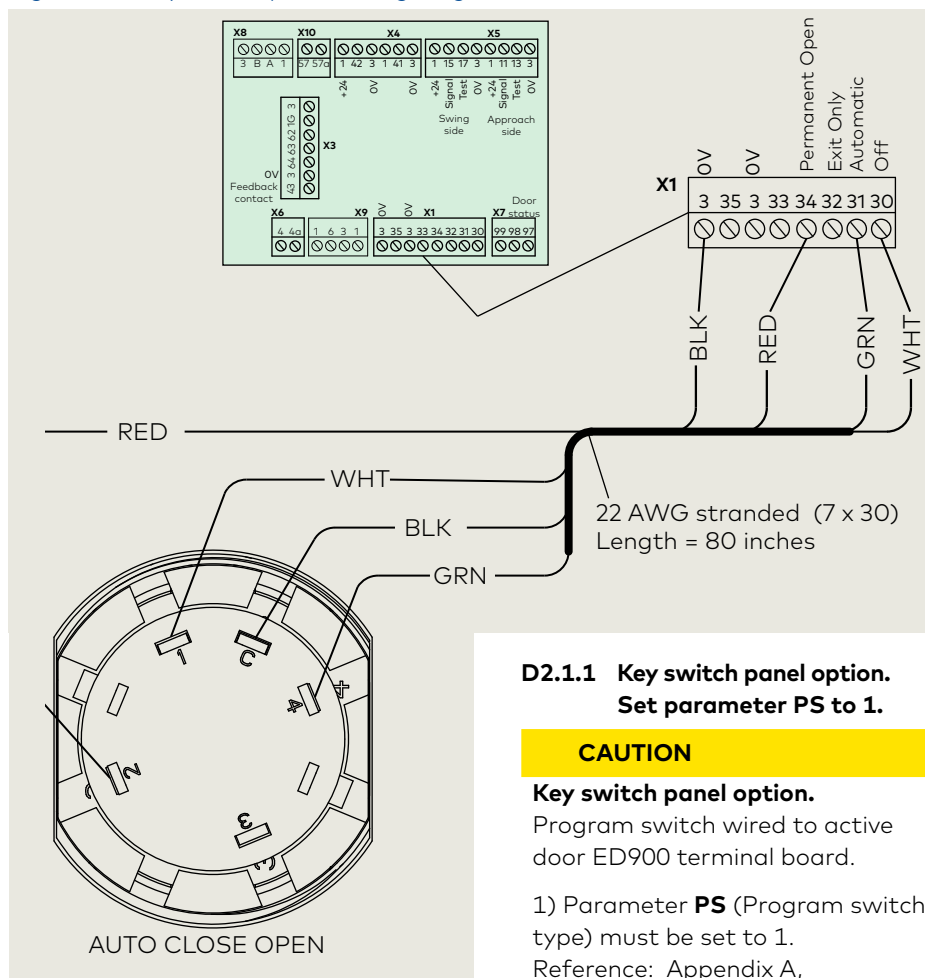 X8 X10 X4 X5
3 B A 1 57 57a 1 42 3 1 41 3 1 15 17 3 1 11 13 3
+24 0V 0V +24 Signal Test 0V +24 Signal Test 0V
Swing side
Approach side
3 1G 62 63 64 3 43
X3
0V
Feedback
contact
X6 X9 0V 0V X1 X7
Door
status
4 4a 1 6 3 1 3 35 3 33 34 32 31 30 99 98 97
0V 0V Permanent Open Exit Only Automatic Off
X1
3 35 3 33 34 32 31 30
BLK RED GRN WHT
RED
WHT
BLK
GRN
22 AWG stranded (7 x 30)
Length = 80 inches
1 C 4 4
2
3
AUTO CLOSE OPEN
D2.1.1 Key switch panel option.
Set parameter PS to 1.
CAUTION
Key switch panel option.
Program switch wired to active
door ED900 terminal board.
1) Parameter PS (Program switch
type) must be set to 1.
Reference: Appendix A,